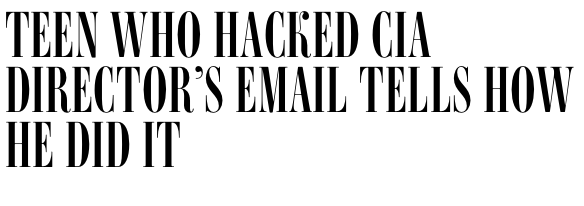 TEEN WHO HACKED CIA
DIRECTOR’S EMAIL TELLS HOW
HE DID IT